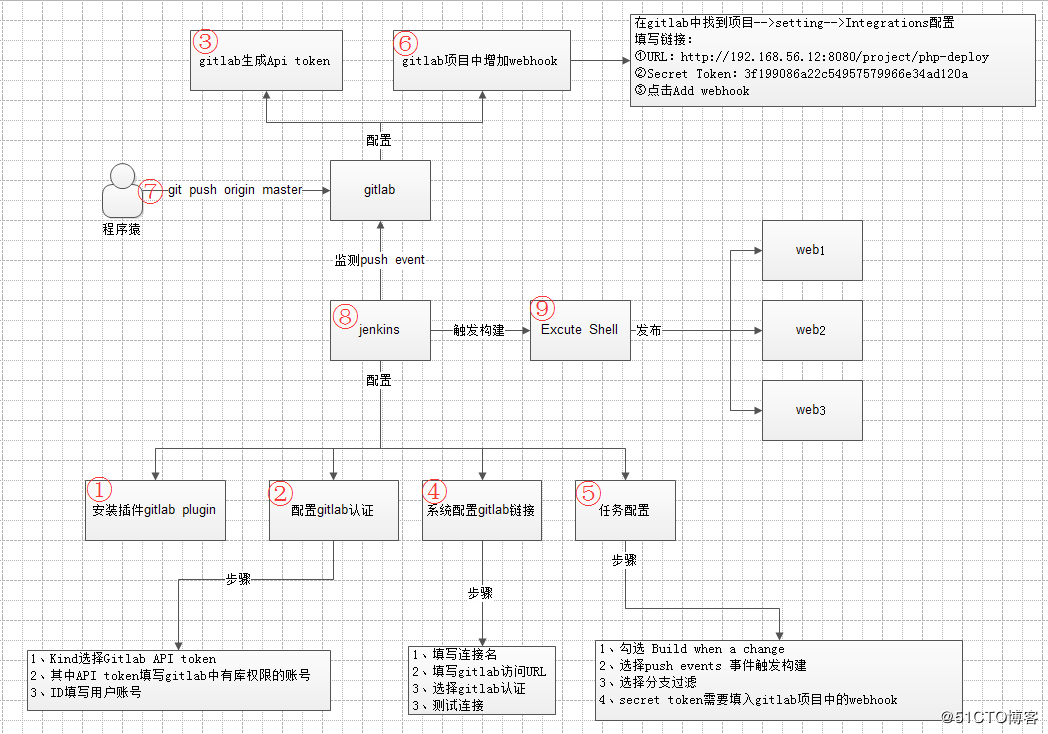 ③
gitlab生成Api token
⑥
gitlab项目中增加webhook
在gitlab中找到项目-->setting-->Integrations配置
填写链接:
①URL: http://192.168.56.12:8080/project/php-deploy
②Secret Token: 3f199086a22c54957579966e34ad120a
③点击Add webhook
配置
⑦
git push origin master
gitlab
程序猿
监测push event
web1
⑧
jenkins
触发构建
⑨
Excute Shell
发布
web2
配置
web3
①
安装插件gitlab plugin
②
配置gitlab认证
④
系统配置gitlab链接
⑤
任务配置
步骤
步骤
步骤
1、Kind选择Gitlab API token
2、其中API token填写gitlab中有库权限的账号
3、ID填写用户账号
1、填写连接名
2、填写gitlab访问URL
3、选择gitlab认证
3、测试连接
1、勾选 Build when a change
2、选择push events 事件触发构建
3、选择分支过滤
4、secret token需要填入gitlab项目中的webhook
@51CTO博客